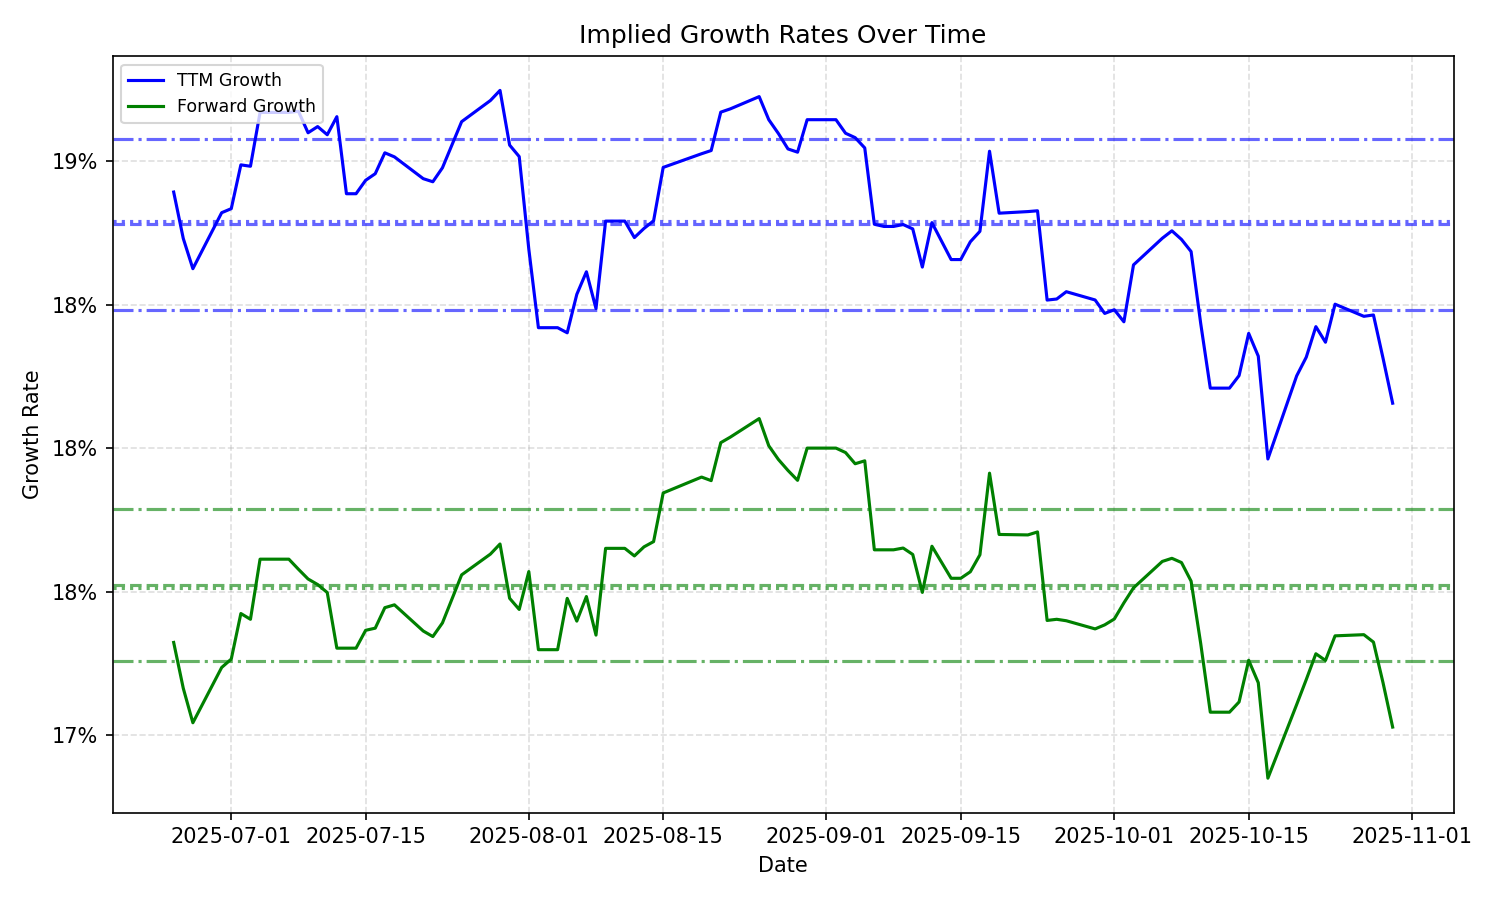 Implied Growth Rates Over Time
TTM Growth
Forward Growth
19%
18%
18%
18%
17%
Growth Rate
2025-07-01 2025-07-15 2025-08-01 2025-08-15 2025-09-01 2025-09-15 2025-10-01 2025-10-15 2025-11-01
Date